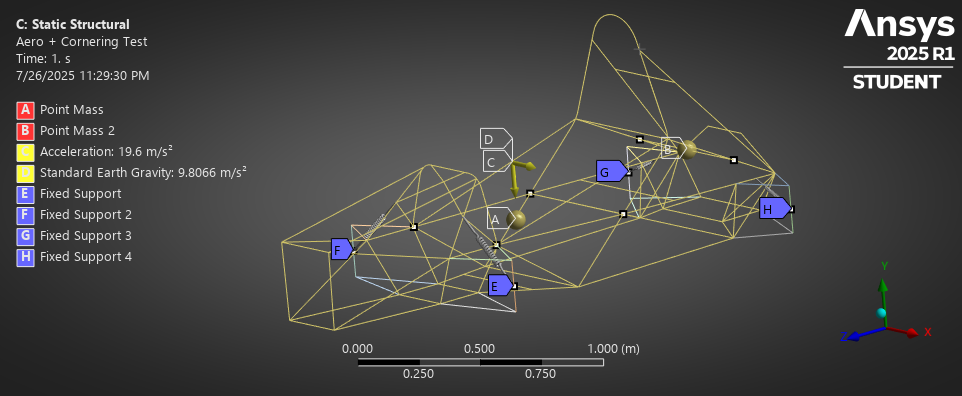 C: Static Structural
Aero + Cornering Test
Time: 1. s
7/26/2025 11:29:30 PM
A Point Mass
B Point Mass 2
C Acceleration: 19.6 m/s²
D Standard Earth Gravity: 9.8066 m/s²
E Fixed Support
F Fixed Support 2
G Fixed Support 3
H Fixed Support 4
Ansys
2025 R1
STUDENT
D
C
B
G
H
A
F
E
Y
X
Z
0.000 0.500 1.000 (m)
0.250 0.750